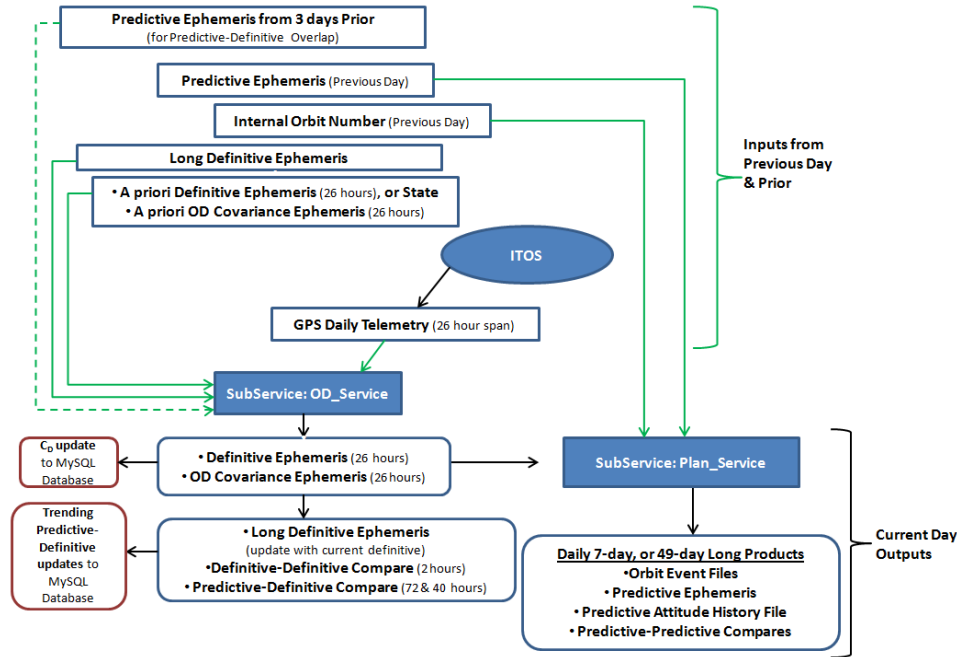 Predictive Ephemeris from 3 days Prior
(for Predictive-Definitive Overlap)
Predictive Ephemeris (Previous Day)
Internal Orbit Number (Previous Day)
Long Definitive Ephemeris
•A priori Definitive Ephemeris (26 hours), or State
•A priori OD Covariance Ephemeris (26 hours)
Inputs from
Previous Day
& Prior
ITOS
GPS Daily Telemetry (26 hour span)
SubService: OD_Service
CD update
to MySQL
Database
•Definitive Ephemeris (26 hours)
•OD Covariance Ephemeris (26 hours)
SubService: Plan_Service
Trending
Predictive-
Definitive
updates to
MySQL
Database
•Long Definitive Ephemeris
(update with current definitive)
•Definitive-Definitive Compare (2 hours)
•Predictive-Definitive Compare (72 & 40 hours)
Daily 7-day, or 49-day Long Products
•Orbit Event Files
•Predictive Ephemeris
•Predictive Attitude History File
•Predictive-Predictive Compares
Current Day
Outputs